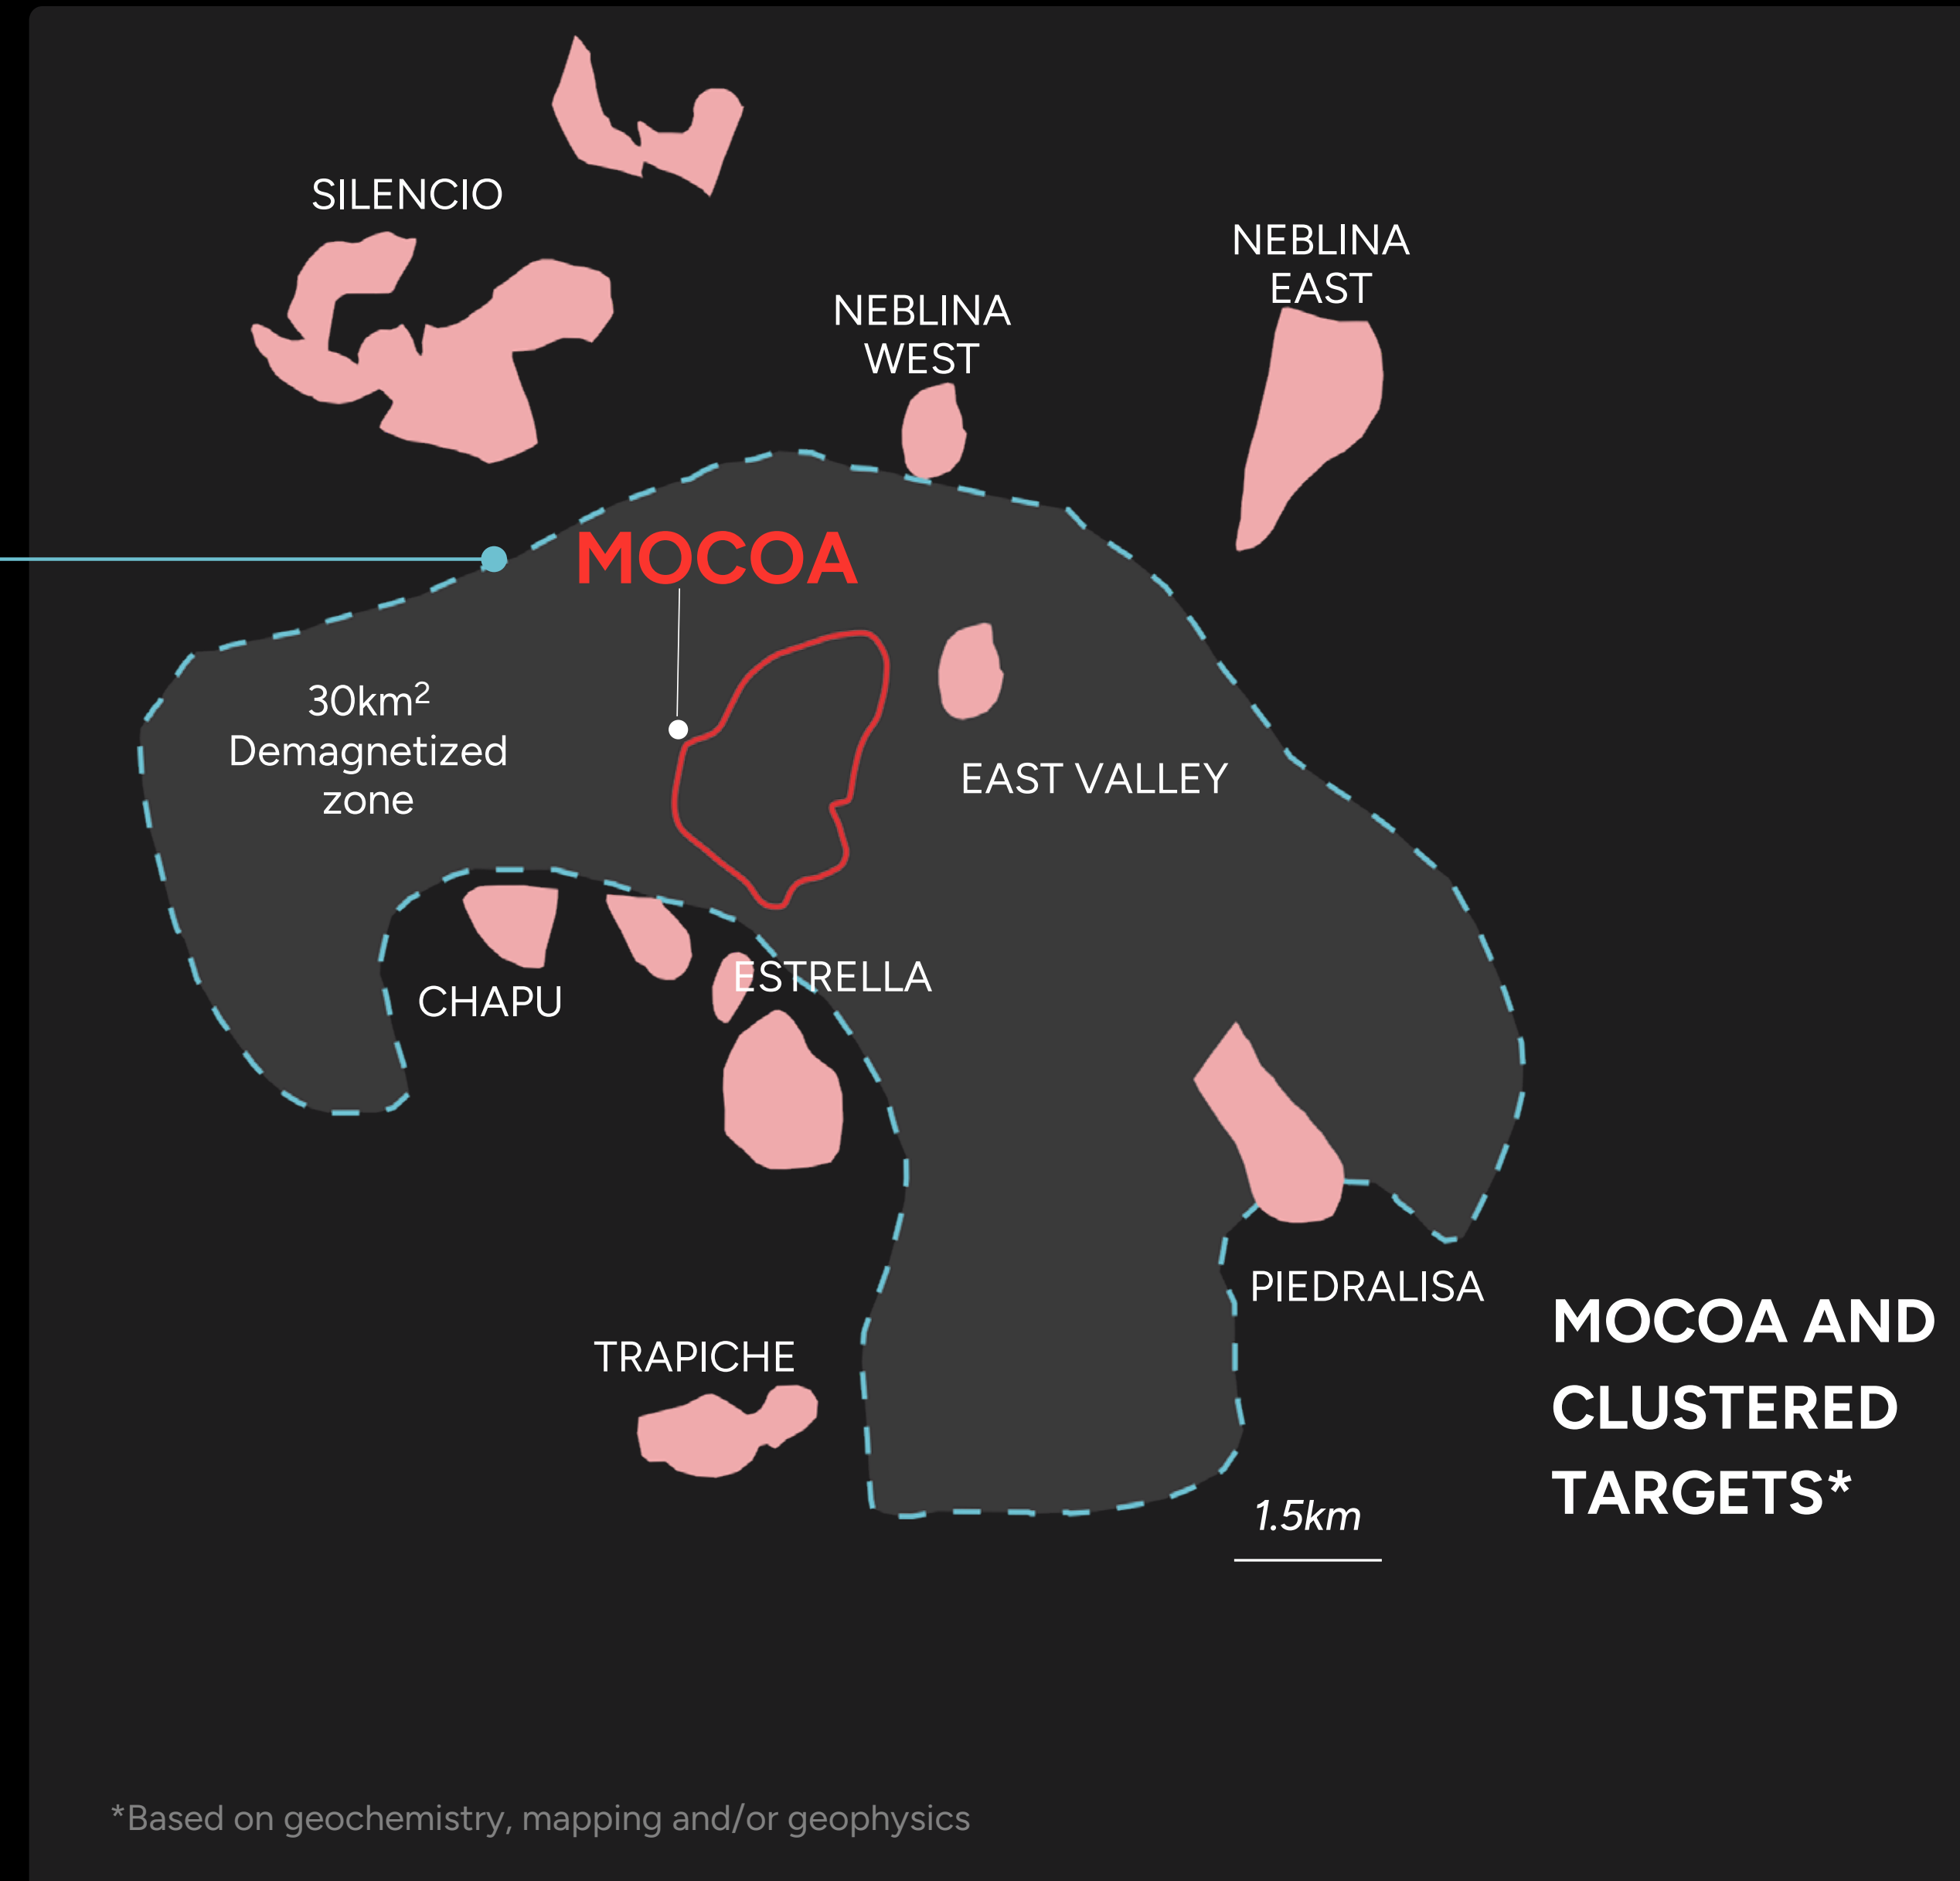 SILENCIO
NEBLINA
EAST
NEBLINA
WEST
MOCOA
30km²
Demagnetized
zone
EAST VALLEY
ESTRELLA
CHAPU
PIEDRALISA
TRAPICHE
MOCOA AND
CLUSTERED
TARGETS*
1.5km
*Based on geochemistry, mapping and/or geophysics